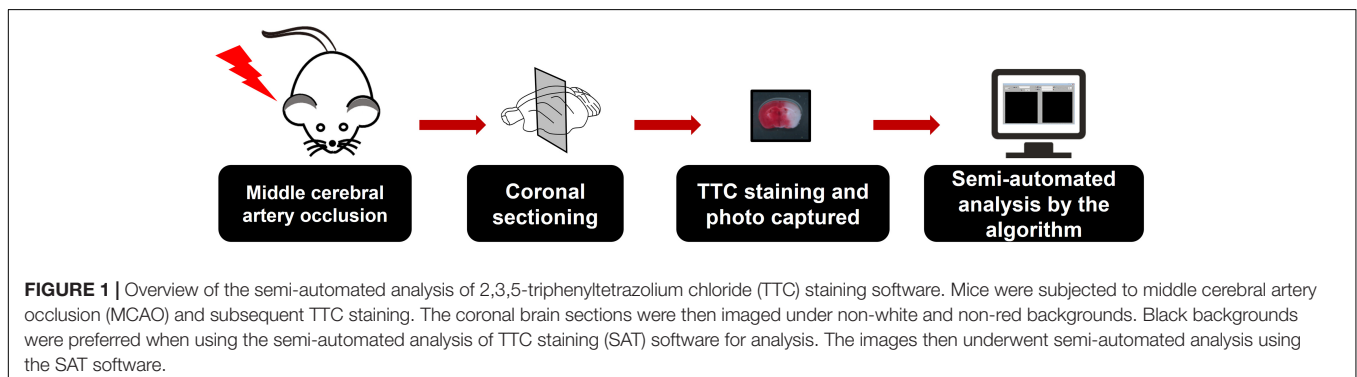 Middle cerebral
artery occlusion
Coronal
sectioning
TTC staining and
photo captured
Semi-automated
analysis by the
algorithm
FIGURE 1 | Overview of the semi-automated analysis of 2,3,5-triphenyltetrazolium chloride (TTC) staining software. Mice were subjected to middle cerebral artery
occlusion (MCAO) and subsequent TTC staining. The coronal brain sections were then imaged under non-white and non-red backgrounds. Black backgrounds
were preferred when using the semi-automated analysis of TTC staining (SAT) software for analysis. The images then underwent semi-automated analysis using
the SAT software.